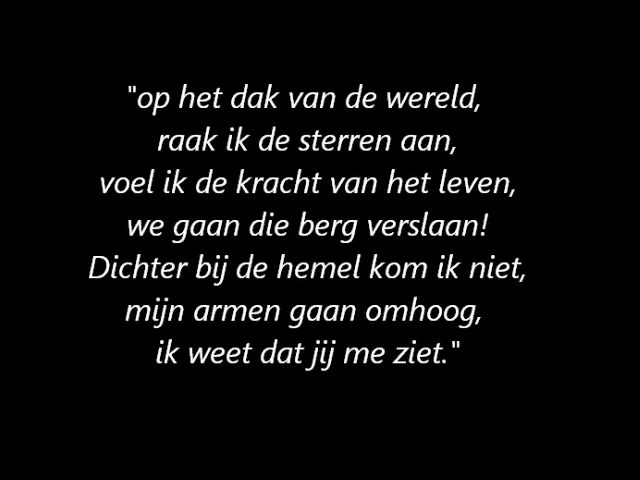 "op het dak van de wereld,
raak ik de sterren aan,
voel ik de kracht van het leven,
we gaan die berg verslaan!
Dichter bij de hemel kom ik niet,
mijn armen gaan omhoog,
ik weet dat jij me ziet."